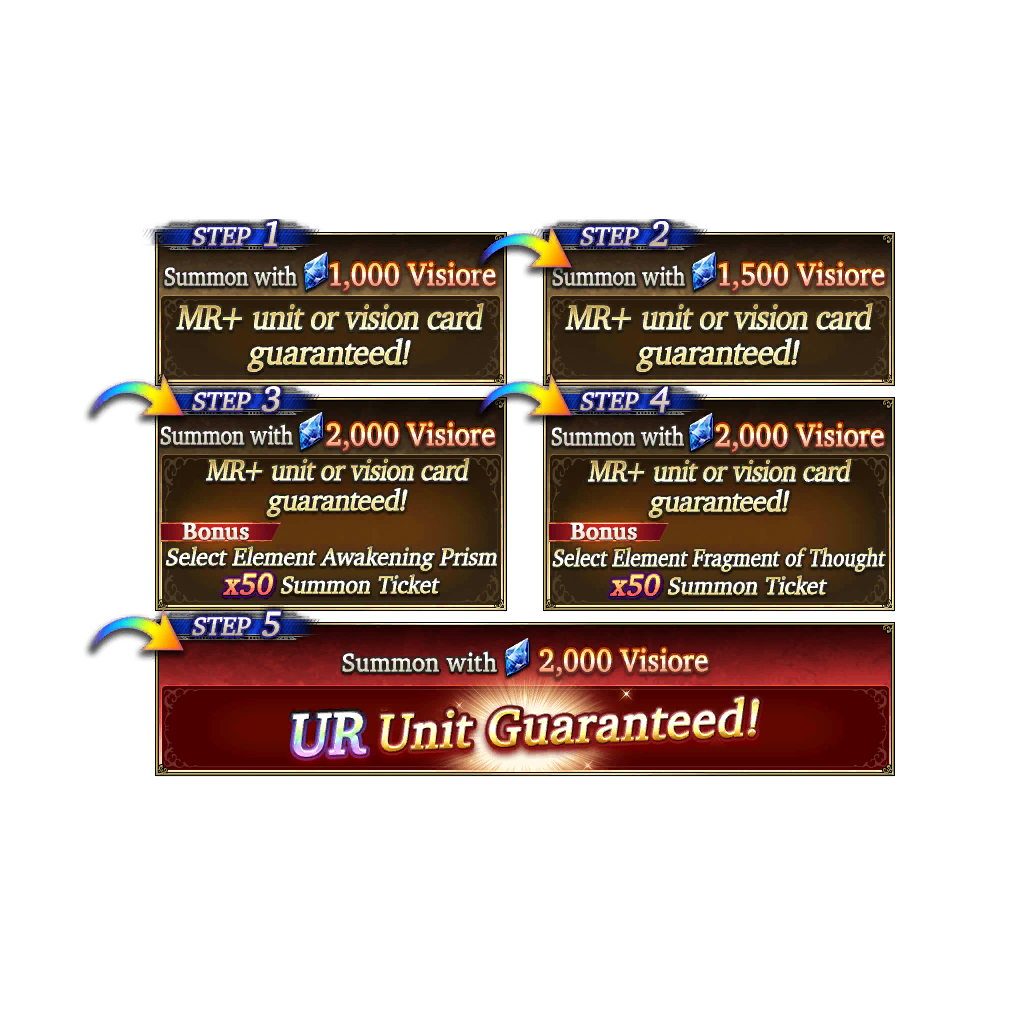 STEP 1
Summon with 1,000 Visiore
MR+ unit or vision card
guaranteed!
STEP 2
Summon with 1,500 Visiore
MR+ unit or vision card
guaranteed!
STEP 3
Summon with 2,000 Visiore
MR+ unit or vision card
guaranteed!
Bonus
Select Element Awakening Prism
x50 Summon Ticket
STEP 4
Summon with 2,000 Visiore
MR+ unit or vision card
guaranteed!
Bonus
Select Element Fragment of Thought
x50 Summon Ticket
STEP 5
Summon with 2,000 Visiore
UR Unit Guaranteed!